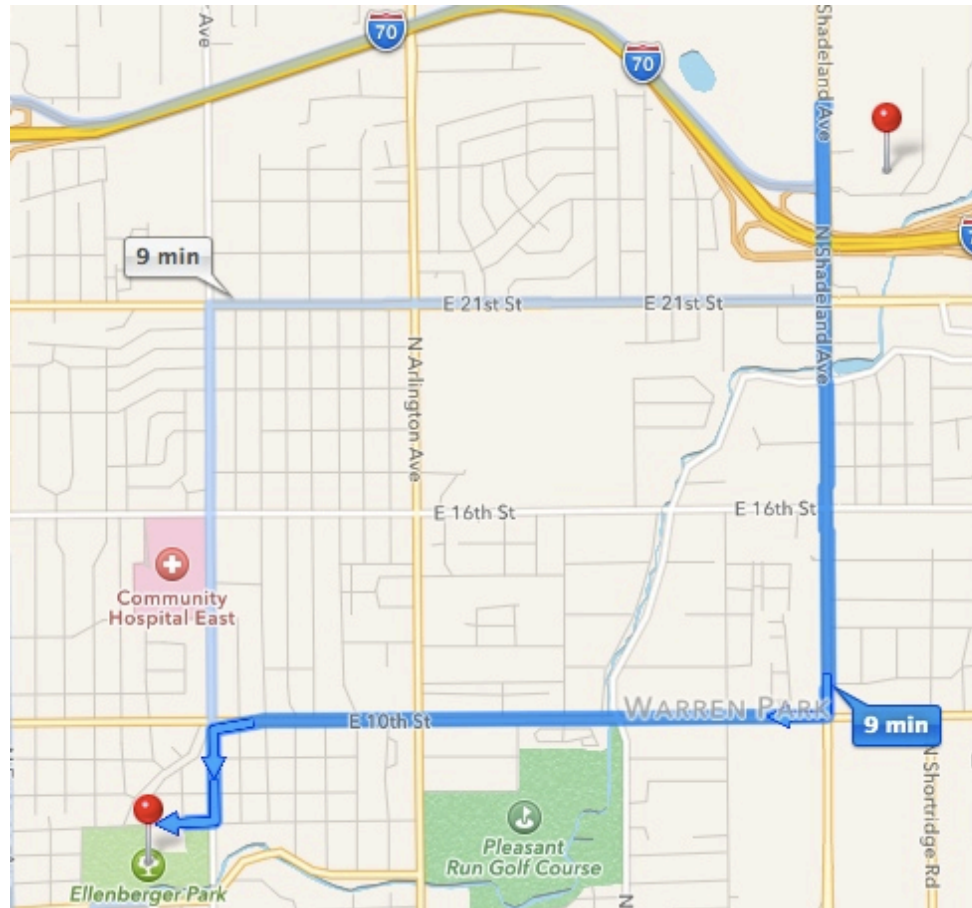 Ave
70
70
Shadeland Ave
9 min
N Shadeland Ave
E 21st St
E 21st St
N Arlington Ave
E 16th St
E 16th St
Community
Hospital East
WARREN PARK
E 10th St
9 min
N Shortridge Rd
Pleasant
Run Golf Course
Ellenberger Park
N